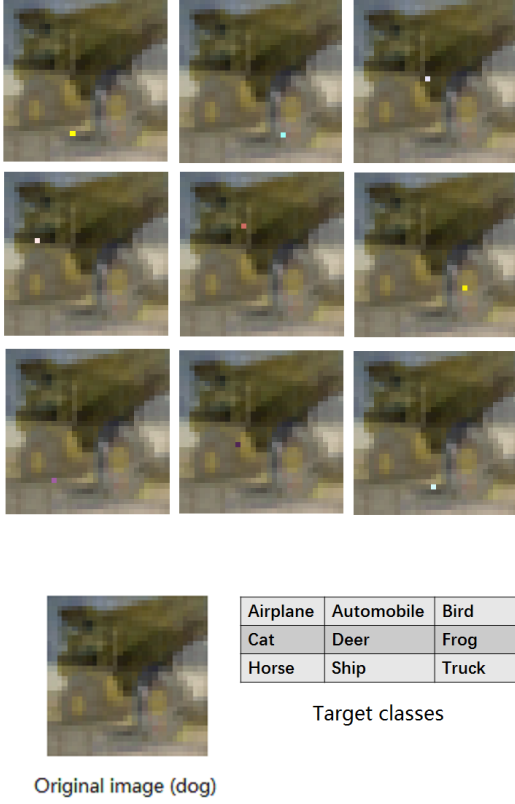 Airplane Automobile Bird
Cat Deer Frog
Horse Ship Truck
Target classes
Original image (dog)